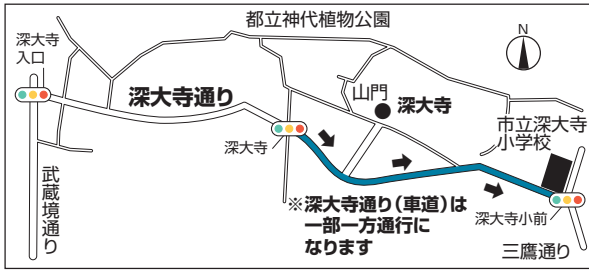 都立神代植物公園
深大寺
入口
N
深大寺通り
山門
深大寺
市立深大寺
小学校
深大寺
武蔵境通り
※深大寺通り（車道）は
一部一方通行に
なります
深大寺小前
三鷹通り